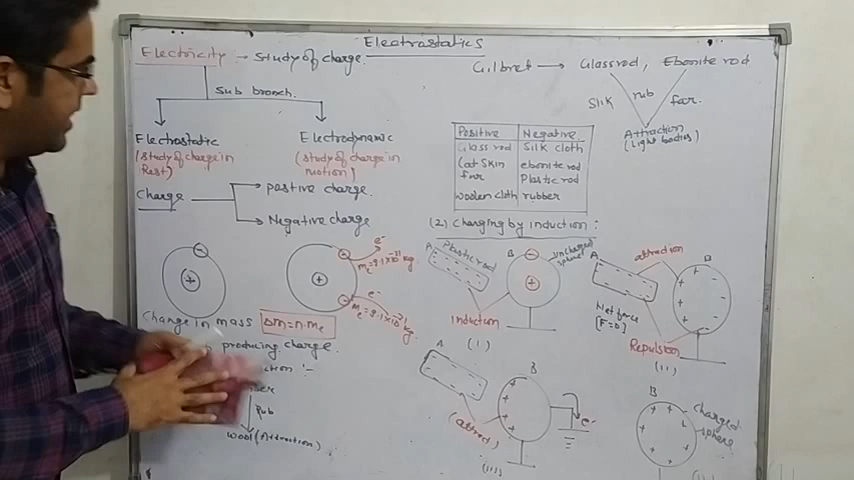 Electrostatics
Electricity → Study of charge.
Sub branch.
Electrostatic
(study of charge in Rest)
Electrodynamic
(study of charge in motion)
Charge
→ postive charge.
→ Negative charge
Gilbret → Glassrod, Ebonite rod
Silk rub far.
Attraction
(Light bodies)
Positive Negative
Glass rod Silk cloth
Cat Skin ebonite rod
fur Plastic rod
woolen cloth rubber
(2) Charging by induction :
+ −
+ − −
e-
me=9.1×10-31 kg
e-
me=9.1×10-31 kg.
Change in mass Δm=n.me
producing charge.
ction :-
Rub
wool (Attraction)
A Plastic rod
B uncharged sphere
Induction
(i)
A attraction B
Net force
[F=0]
Repulsion
(ii)
A B
(attract)
e-
(iii)
B
charged sphere